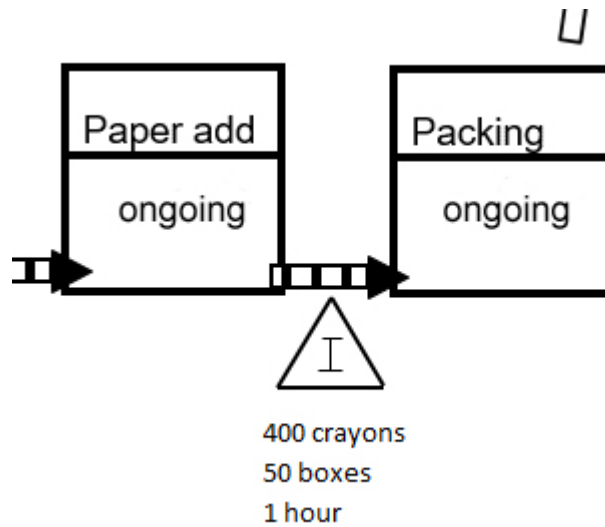 Paper add
Packing
ongoing
ongoing
I
400 crayons
50 boxes
1 hour